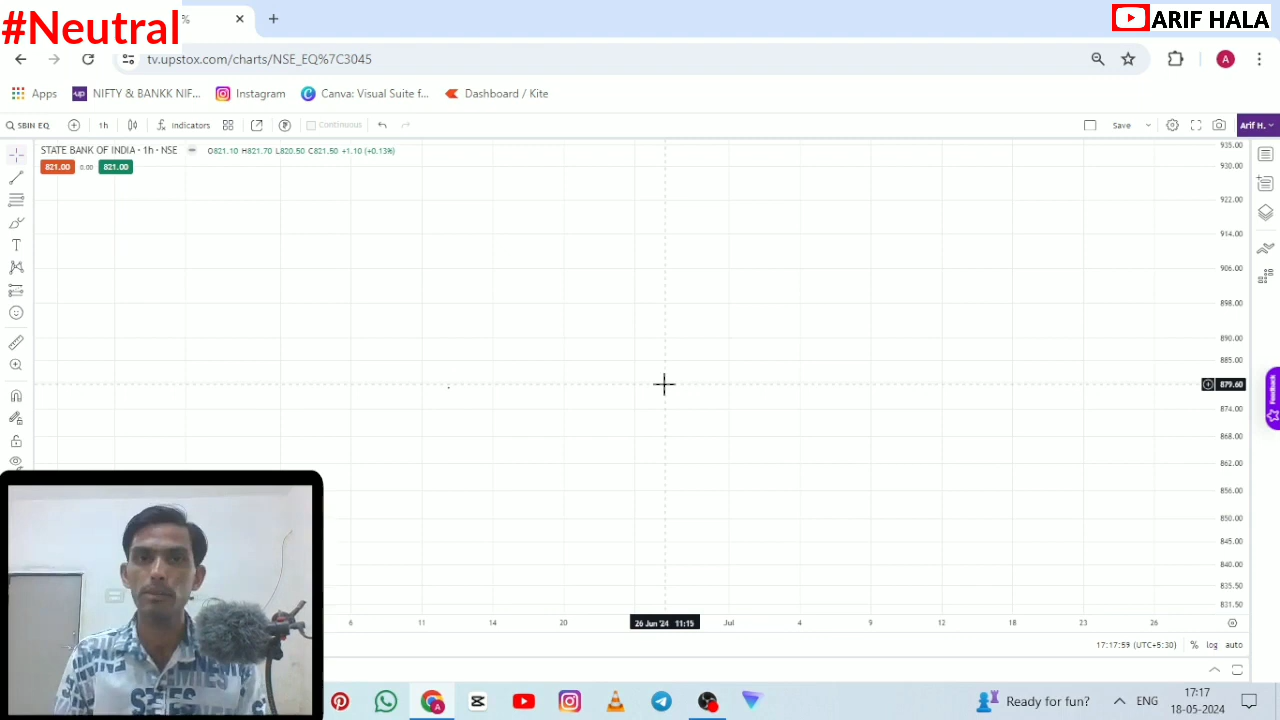 #Neutral
%
ARIF HALA
tv.upstox.com/charts/NSE_EQ%7C3045
A
Apps
up NIFTY & BANKK NIF...
Instagram
Canva: Visual Suite f...
Dashboard / Kite
SBIN EQ
1h
Indicators
Continuous
Save
Arif H.
STATE BANK OF INDIA · 1h · NSE
O821.10 H821.70 L820.50 C821.50 +1.10 (+0.13%)
821.00 0.00 821.00
935.00
930.00
922.00
914.00
906.00
898.00
890.00
885.00
879.60
874.00
868.00
862.00
856.00
850.00
845.00
840.00
835.50
831.50
Feedback
6 11 14 20 26 Jun '24 11:15 Jul 4 9 12 18 23 26
17:17:59 (UTC+5:30) % log auto
Ready for fun?
ENG
17:17
18-05-2024